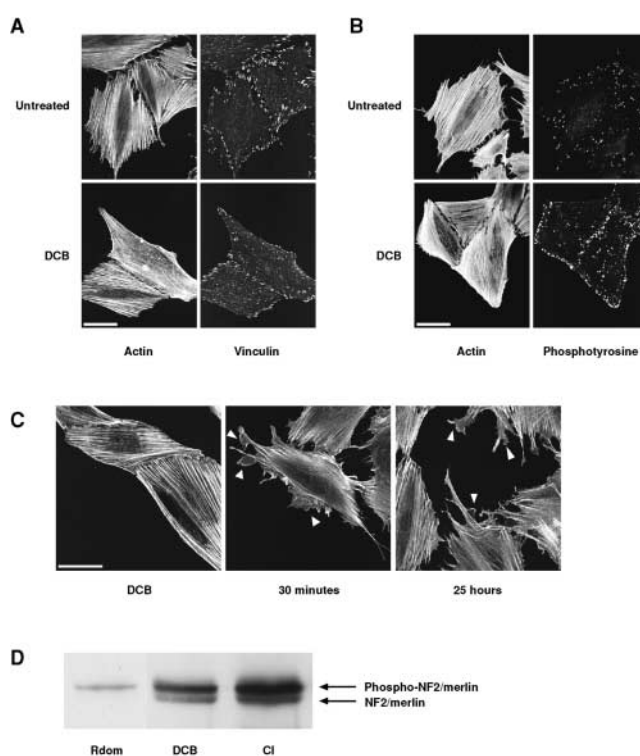 A
B
Untreated
Untreated
DCB
DCB
Actin
Vinculin
Actin
Phosphotyrosine
C
DCB
30 minutes
25 hours
D
Phospho-NF2/merlin
NF2/merlin
Rdom
DCB
CI